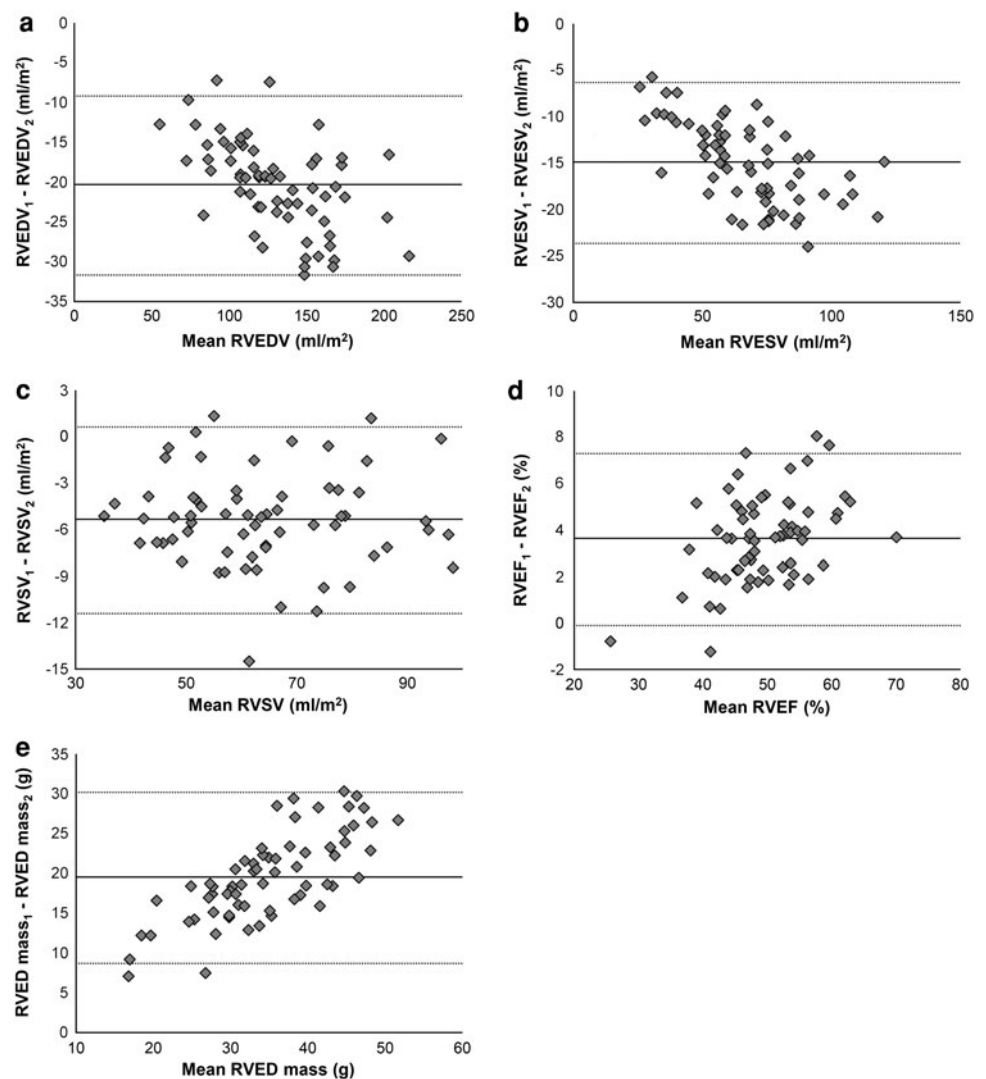 a
0
-5
-10
-15
-20
-25
-30
-35
RVEDV₁ - RVEDV₂ (ml/m²)
0 50 100 150 200 250
Mean RVEDV (ml/m²)
b
0
-5
-10
-15
-20
-25
-30
RVESV₁ - RVESV₂ (ml/m²)
0 50 100 150
Mean RVESV (ml/m²)
c
3
0
-3
-6
-9
-12
-15
RVSV₁ - RVSV₂ (ml/m²)
30 50 70 90
Mean RVSV (ml/m²)
d
10
8
6
4
2
0
-2
RVEF₁ - RVEF₂ (%)
20 30 40 50 60 70 80
Mean RVEF (%)
e
35
30
25
20
15
10
5
0
RVED mass₁ - RVED mass₂ (g)
10 20 30 40 50 60
Mean RVED mass (g)